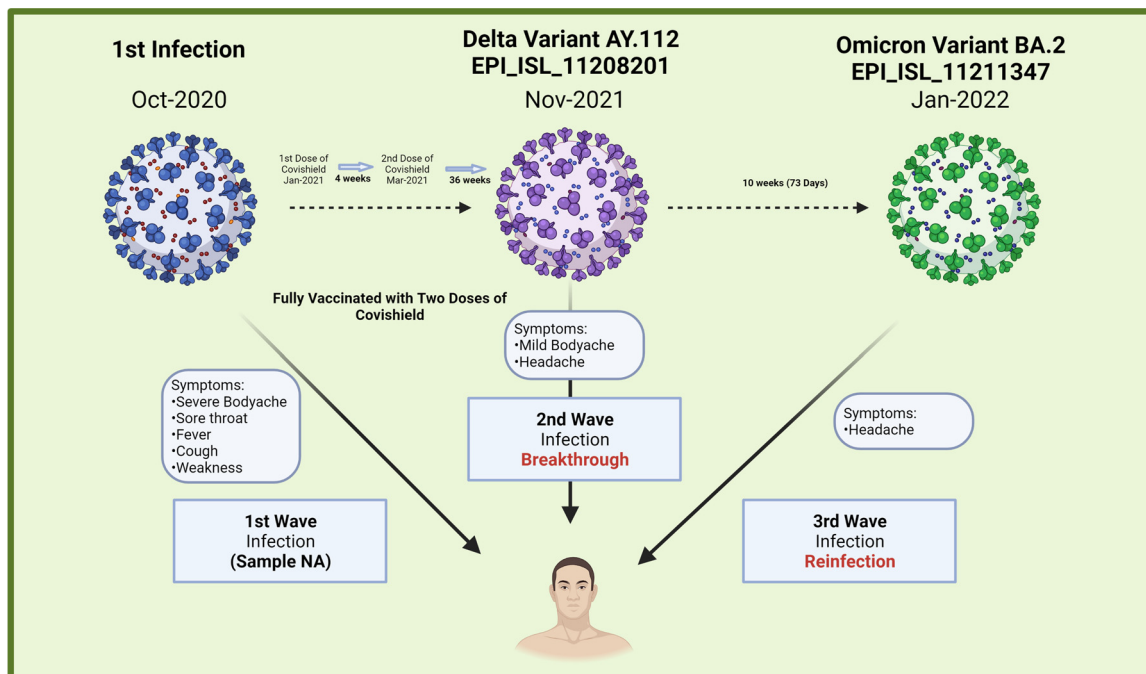 1st Infection
Oct-2020
Delta Variant AY.112
EPI_ISL_11208201
Nov-2021
Omicron Variant BA.2
EPI_ISL_11211347
Jan-2022
1st Dose of
Covishield
Jan-2021
4 weeks
2nd Dose of
Covishield
Mar-2021
36 weeks
10 weeks (73 Days)
Fully Vaccinated with Two Doses of
Covishield
Symptoms:
•Severe Bodyache
•Sore throat
•Fever
•Cough
•Weakness
Symptoms:
•Mild Bodyache
•Headache
Symptoms:
•Headache
1st Wave
Infection
(Sample NA)
2nd Wave
Infection
Breakthrough
3rd Wave
Infection
Reinfection